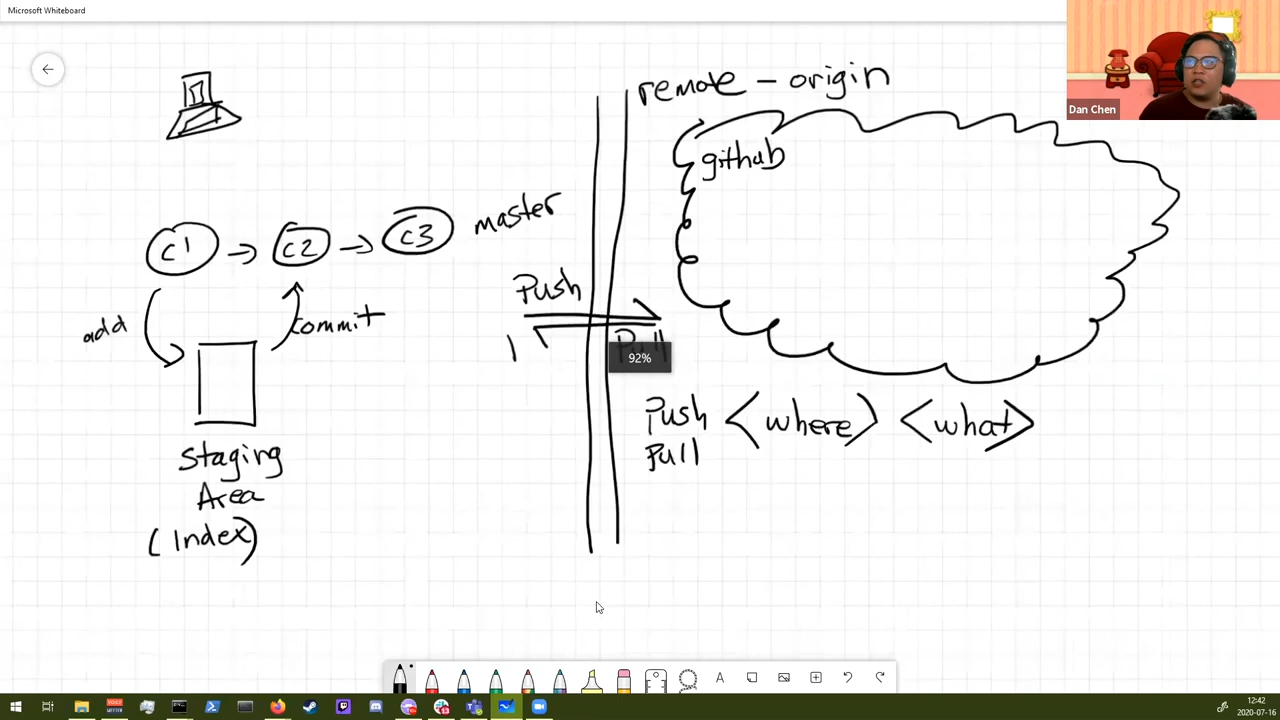 Microsoft Whiteboard
Dan Chen
remote - origin
github
c1 → c2 → c3 master
add
commit
Push
Pull
92%
Staging
Area
(Index)
Push <where> <what>
Pull
12:42
2020-07-16